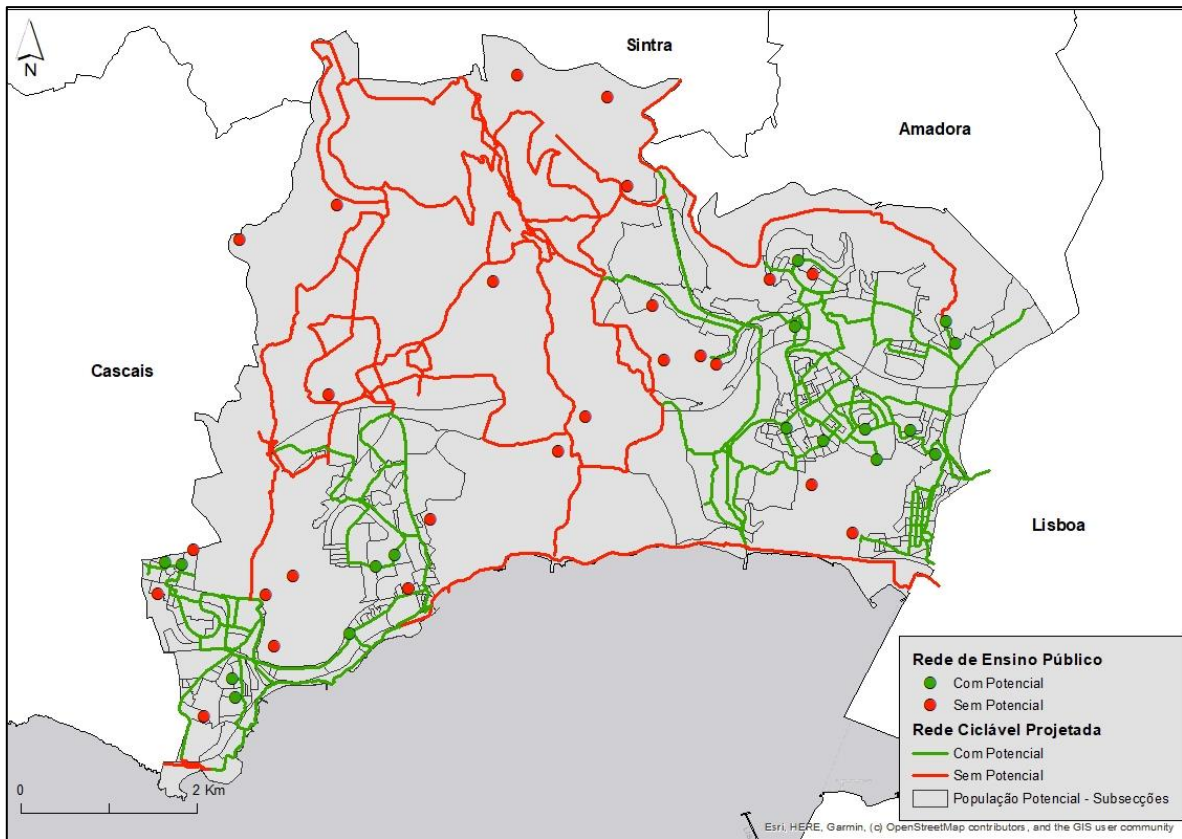 Sintra
N
Amadora
Cascais
Lisboa
Rede de Ensino Público
Com Potencial
Sem Potencial
Rede Ciclável Projetada
Com Potencial
Sem Potencial
População Potencial - Subsecções
0 2 Km
Esri, HERE, Garmin, (c) OpenStreetMap contributors, and the GIS user community